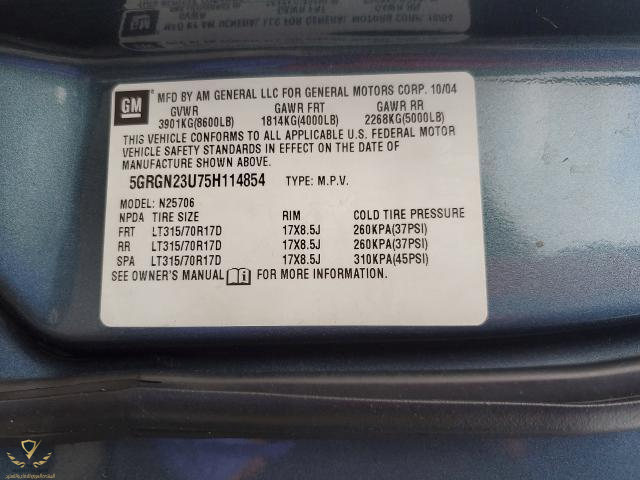 GM
MFD BY AM GENERAL LLC FOR GENERAL MOTORS CORP. 10/04
GVWR GAWR FRT GAWR RR
3901KG(8600LB) 1814KG(4000LB) 2268KG(5000LB)
THIS VEHICLE CONFORMS TO ALL APPLICABLE U.S. FEDERAL MOTOR
VEHICLE SAFETY STANDARDS IN EFFECT ON THE DATE OF
MANUFACTURE SHOWN ABOVE.
5GRGN23U75H114854 TYPE: M.P.V.
MODEL: N25706
NPDA TIRE SIZE RIM COLD TIRE PRESSURE
FRT LT315/70R17D 17X8.5J 260KPA(37PSI)
RR LT315/70R17D 17X8.5J 260KPA(37PSI)
SPA LT315/70R17D 17X8.5J 310KPA(45PSI)
SEE OWNER'S MANUAL FOR MORE INFORMATION.